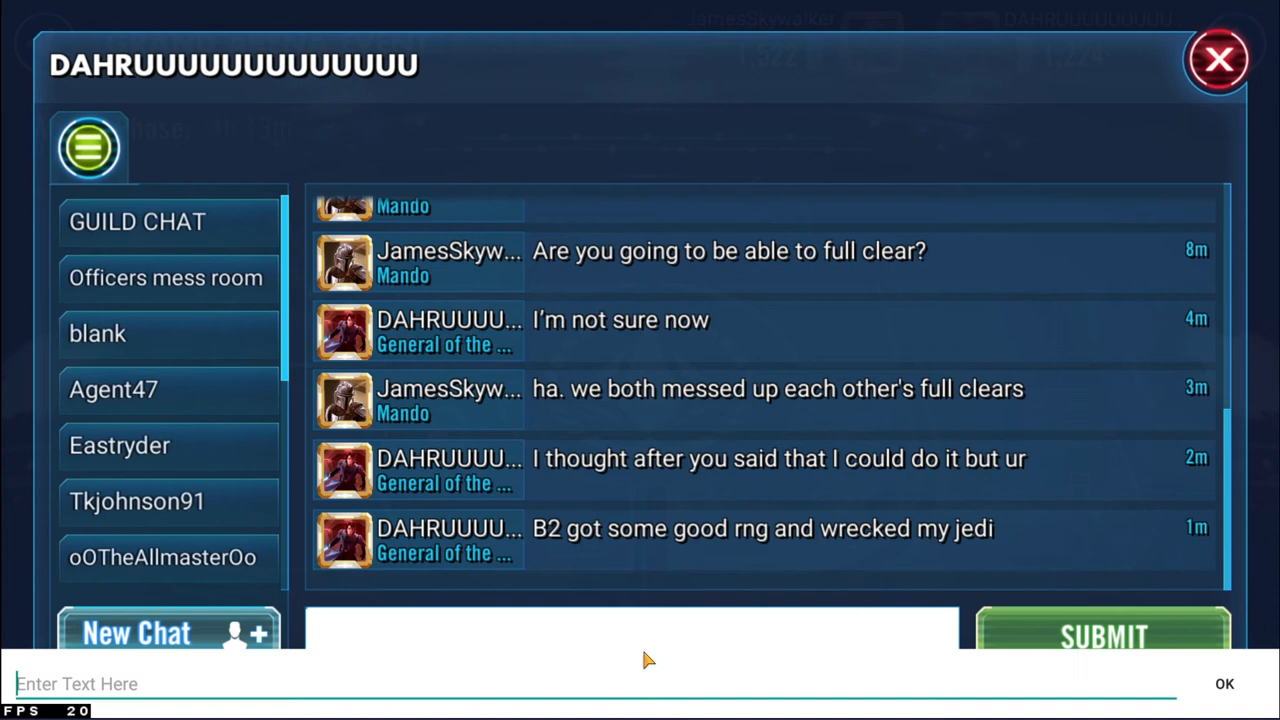 JamesSkywalker
DAHRUUUUUUUUUUUUU
Mando
JamesSkyw... Are you going to be able to full clear? 8m
Mando
DAHRUUUU... I'm not sure now 4m
General of the ...
JamesSkyw... ha. we both messed up each other's full clears 3m
Mando
DAHRUUUU... I thought after you said that I could do it but ur 2m
General of the ...
DAHRUUUU... B2 got some good rng and wrecked my jedi 1m
General of the ...
GUILD CHAT
Officers mess room
blank
Agent47
Eastryder
Tkjohnson91
oOTheAllmasterOo
New Chat
SUBMIT
Enter Text Here
OK
FPS 20